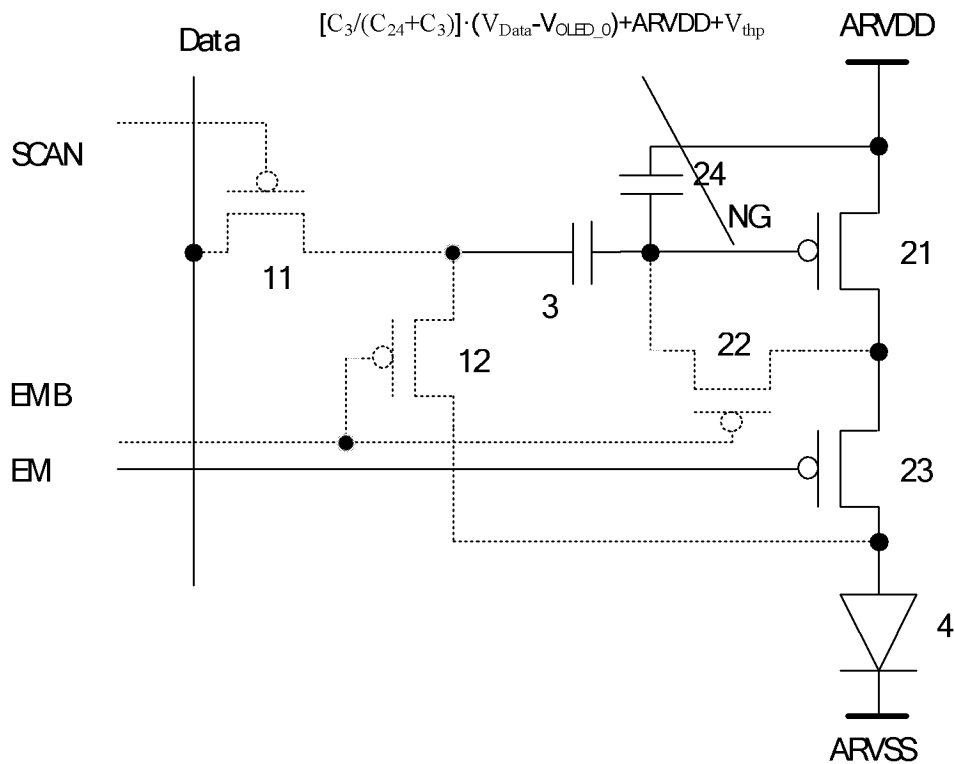 [C3/(C24+C3)]·(VData-VOLED_0)+ARVDD+Vthp
Data
ARVDD
SCAN
24
NG
11
21
3
12
22
EMB
EM
23
4
ARVSS